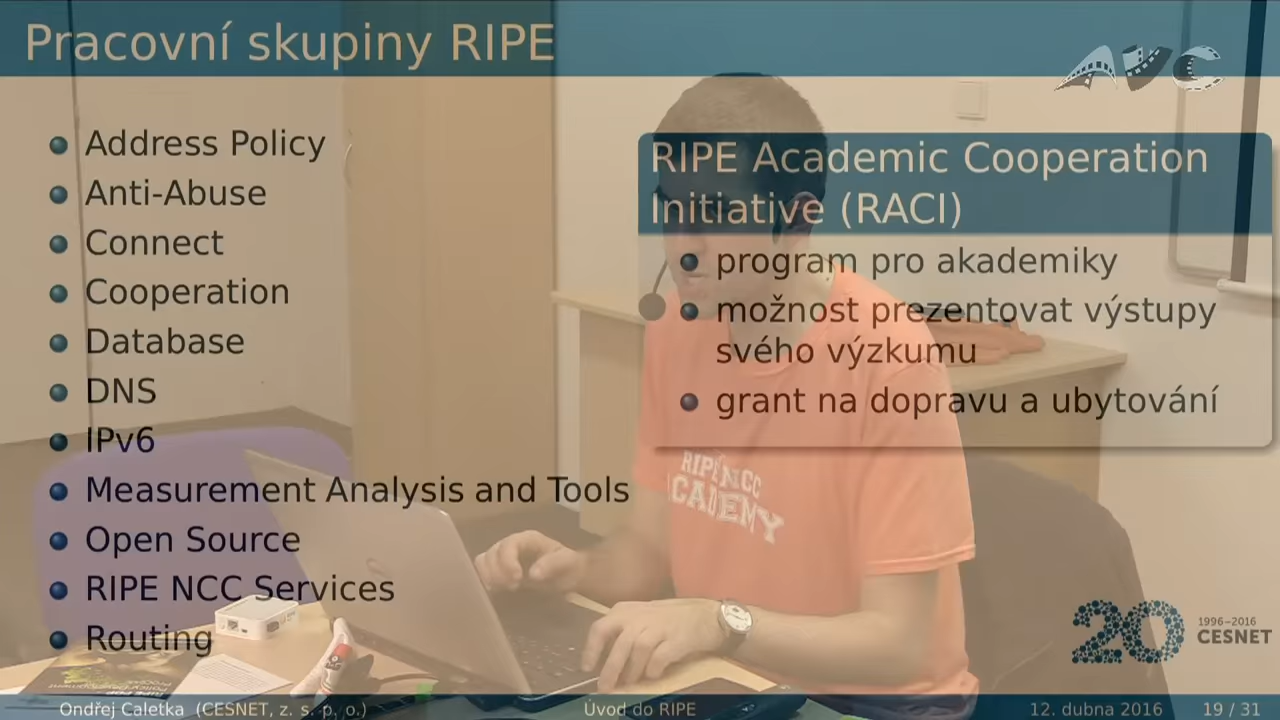 Pracovní skupiny RIPE
AVC
Address Policy
Anti-Abuse
Connect
Cooperation
Database
DNS
IPv6
Measurement Analysis and Tools
Open Source
RIPE NCC Services
Routing
RIPE Academic Cooperation
Initiative (RACI)
program pro akademiky
možnost prezentovat výstupy
svého výzkumu
grant na dopravu a ubytování
RIPE NCC
ACADEMY
20
1996–2016
CESNET
Ondřej Caletka (CESNET, z. s. p. o.)
Úvod do RIPE
12. dubna 2016
19 / 31